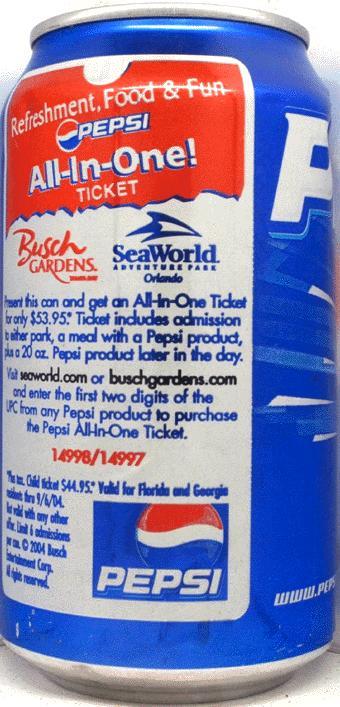 Refreshment, Food & Fun
PEPSI
All-In-One!
TICKET
Busch
GARDENS
SeaWorld
ADVENTURE PARK
Orlando
Present this can and get an All-In-One Ticket
for only $53.95.* Ticket includes admission
to either park, a meal with a Pepsi product,
plus a 20 oz. Pepsi product later in the day.
Visit seaworld.com or buschgardens.com
and enter the first two digits of the
UPC from any Pepsi product to purchase
the Pepsi All-In-One Ticket.
14998/14997
*Plus tax. Child ticket $44.95.* Valid for Florida and Georgia
residents thru 9/6/04.
Not valid with any other
offer. Limit 6 admissions
per can. © 2004 Busch
Entertainment Corp.
All rights reserved.
PEPSI
P
www.PEPS